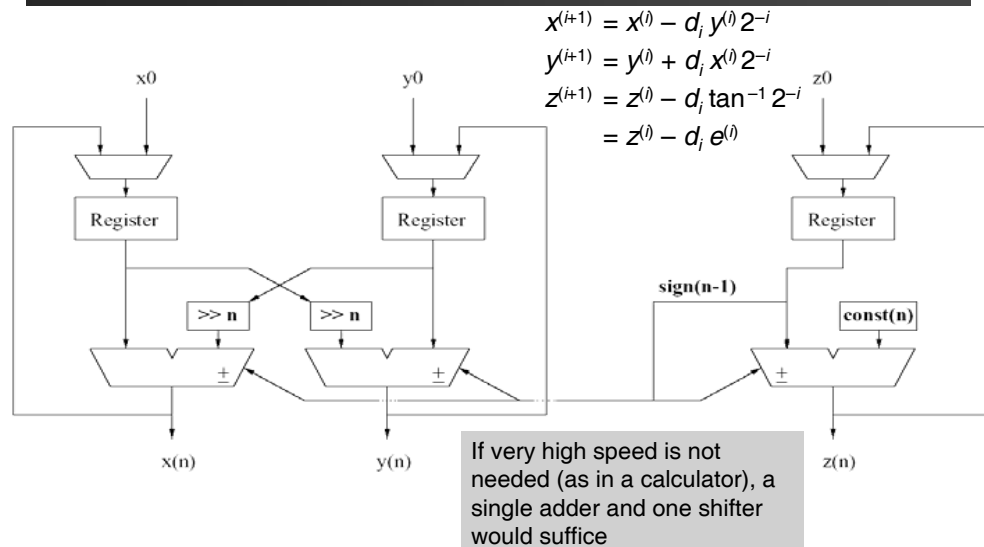 x⁽ⁱ⁺¹⁾ = x⁽ⁱ⁾ – dᵢ y⁽ⁱ⁾ 2⁻ⁱ
y⁽ⁱ⁺¹⁾ = y⁽ⁱ⁾ + dᵢ x⁽ⁱ⁾ 2⁻ⁱ
z⁽ⁱ⁺¹⁾ = z⁽ⁱ⁾ – dᵢ tan⁻¹ 2⁻ⁱ
= z⁽ⁱ⁾ – dᵢ e⁽ⁱ⁾
x0
y0
z0
Register
Register
Register
sign(n-1)
>> n
>> n
const(n)
±
±
±
x(n)
y(n)
z(n)
If very high speed is not
needed (as in a calculator), a
single adder and one shifter
would suffice